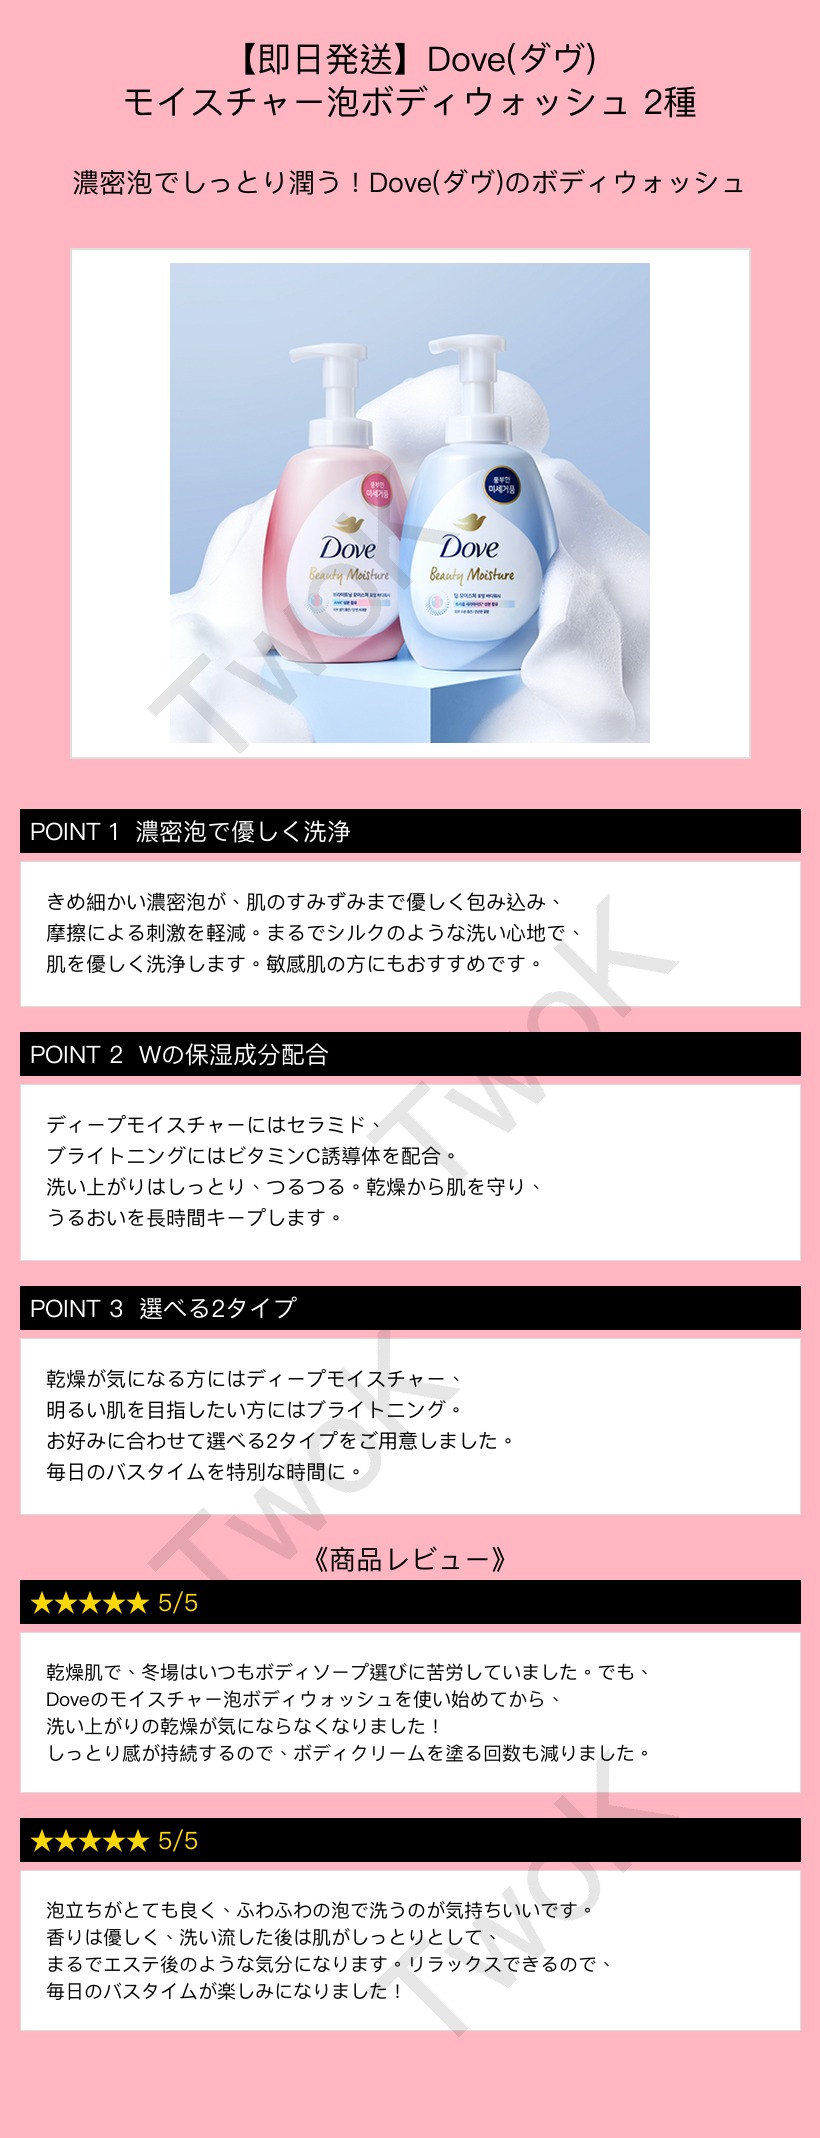 【即日発送】Dove(ダヴ)
モイスチャー泡ボディウォッシュ 2種
濃密泡でしっとり潤う！Dove(ダヴ)のボディウォッシュ
풍부한
미세거품
Dove
Beauty Moisture
브라이트닝 모이스처 포밍 바디워시
풍부한
미세거품
Dove
Beauty Moisture
딥 모이스처 포밍 바디워시
POINT 1 濃密泡で優しく洗浄
きめ細かい濃密泡が、肌のすみずみまで優しく包み込み、
摩擦による刺激を軽減。まるでシルクのような洗い心地で、
肌を優しく洗浄します。敏感肌の方にもおすすめです。
POINT 2 Wの保湿成分配合
ディープモイスチャーにはセラミド、
ブライトニングにはビタミンC誘導体を配合。
洗い上がりはしっとり、つるつる。乾燥から肌を守り、
うるおいを長時間キープします。
POINT 3 選べる2タイプ
乾燥が気になる方にはディープモイスチャー、
明るい肌を目指したい方にはブライトニング。
お好みに合わせて選べる2タイプをご用意しました。
毎日のバスタイムを特別な時間に。
《商品レビュー》
★★★★★ 5/5
乾燥肌で、冬場はいつもボディソープ選びに苦労していました。でも、
Doveのモイスチャー泡ボディウォッシュを使い始めてから、
洗い上がりの乾燥が気にならなくなりました！
しっとり感が持続するので、ボディクリームを塗る回数も減りました。
★★★★★ 5/5
泡立ちがとても良く、ふわふわの泡で洗うのが気持ちいいです。
香りは優しく、洗い流した後は肌がしっとりとして、
まるでエステ後のような気分になります。リラックスできるので、
毎日のバスタイムが楽しみになりました！
TwoK
TwoK
TwoK
TwoK